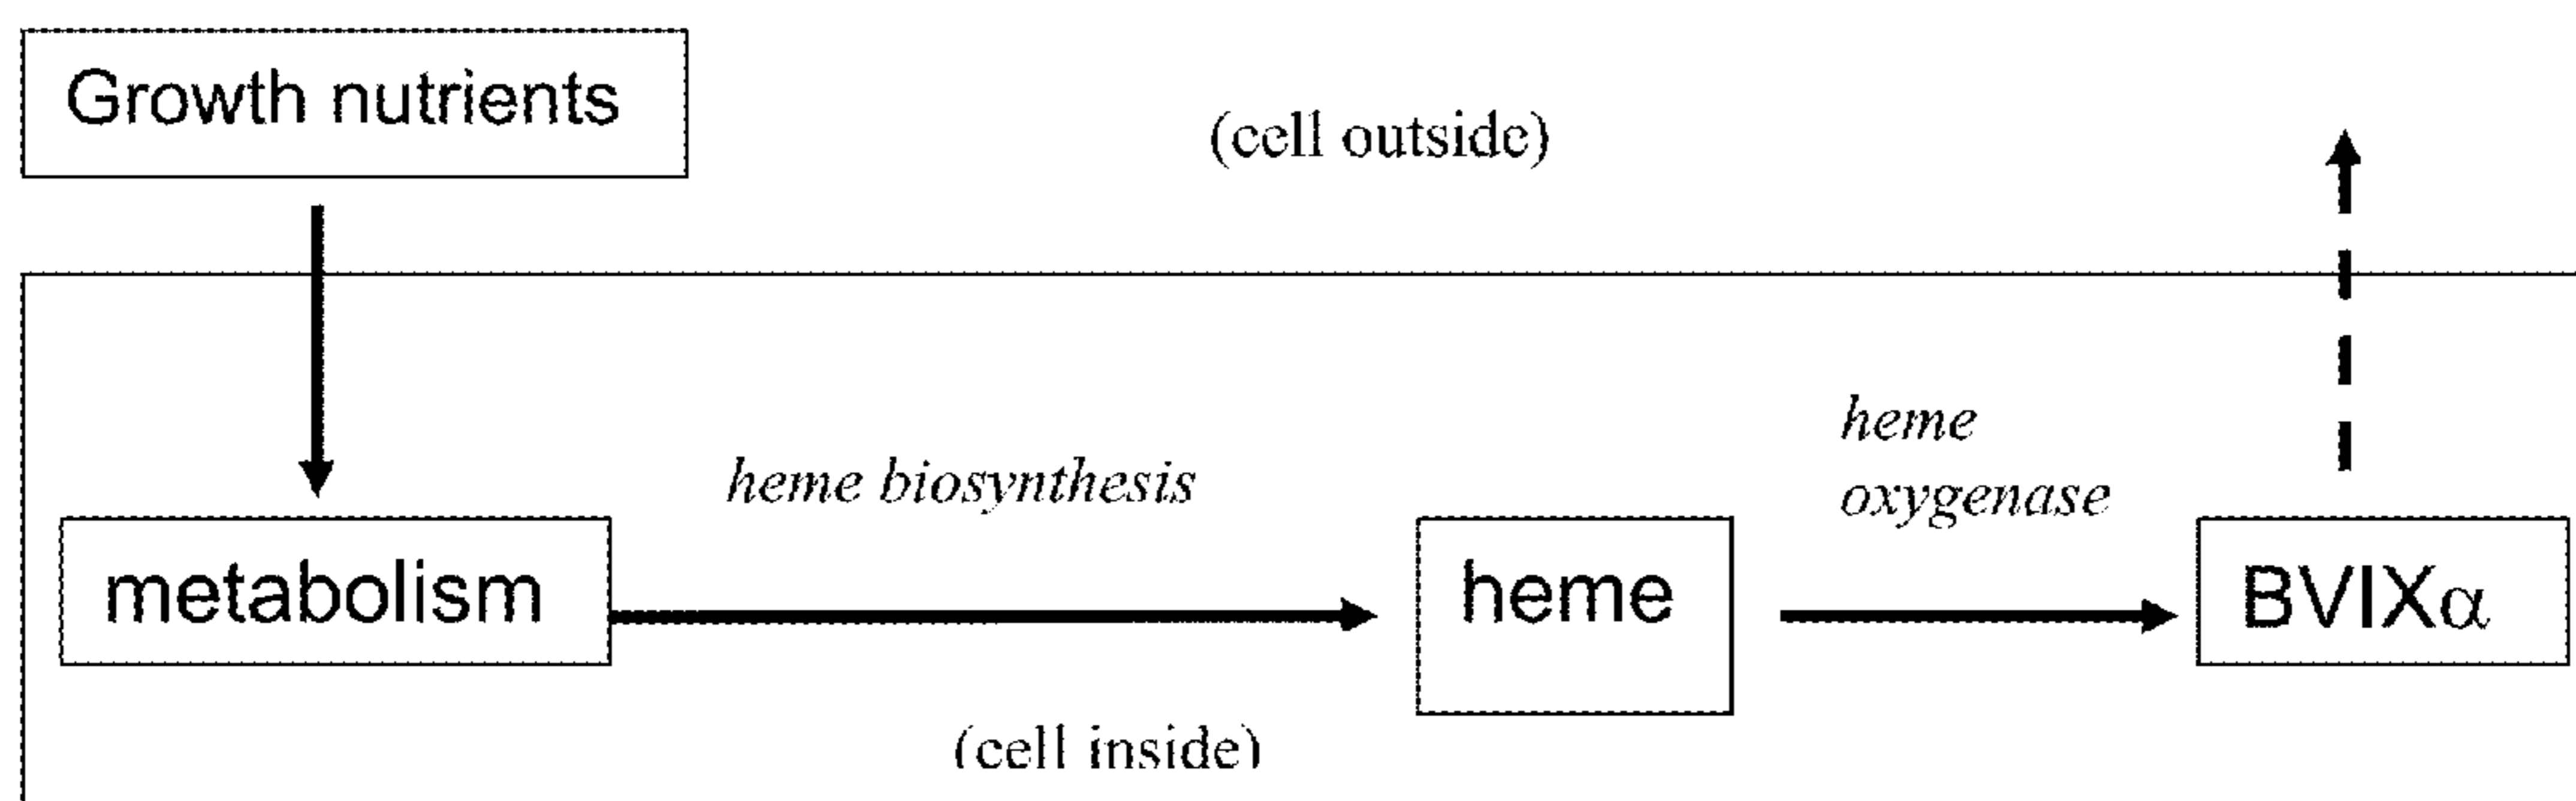 Growth nutrients
(cell outside)
heme
oxygenase
heme biosynthesis
metabolism
heme
BVIXα
(cell inside)